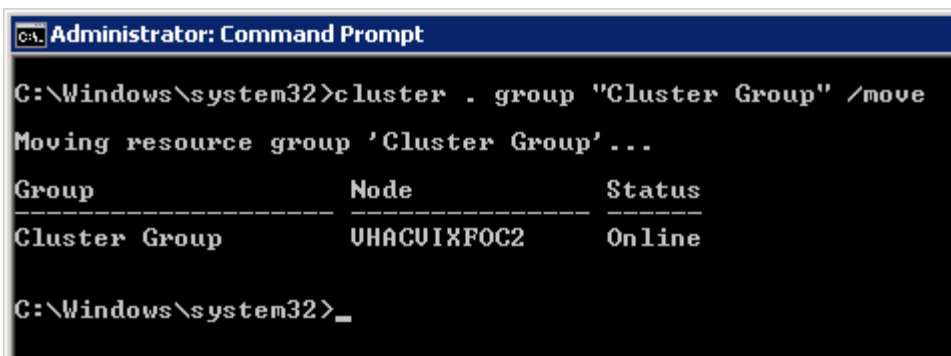 Administrator: Command Prompt
C:\Windows\system32>cluster . group "Cluster Group" /move
Moving resource group 'Cluster Group'...
Group Node Status
-------------------- --------------- ------
Cluster Group VHACVIXFOC2 Online
C:\Windows\system32>_